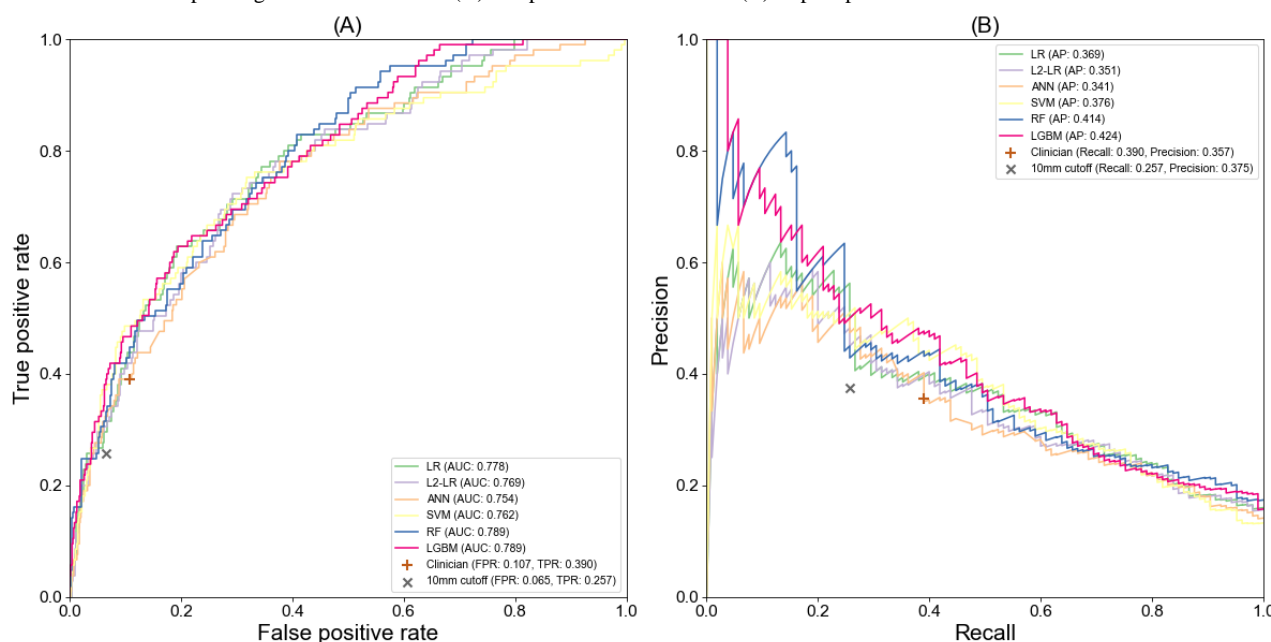 (A)
1.0
0.8
0.6
0.4
0.2
0.0
0.0 0.2 0.4 0.6 0.8 1.0
True positive rate
False positive rate
LR (AUC: 0.778)
L2-LR (AUC: 0.769)
ANN (AUC: 0.754)
SVM (AUC: 0.762)
RF (AUC: 0.789)
LGBM (AUC: 0.789)
Clinician (FPR: 0.107, TPR: 0.390)
10mm cutoff (FPR: 0.065, TPR: 0.257)
(B)
1.0
0.8
0.6
0.4
0.2
0.0
0.0 0.2 0.4 0.6 0.8 1.0
Precision
Recall
LR (AP: 0.369)
L2-LR (AP: 0.351)
ANN (AP: 0.341)
SVM (AP: 0.376)
RF (AP: 0.414)
LGBM (AP: 0.424)
Clinician (Recall: 0.390, Precision: 0.357)
10mm cutoff (Recall: 0.257, Precision: 0.375)